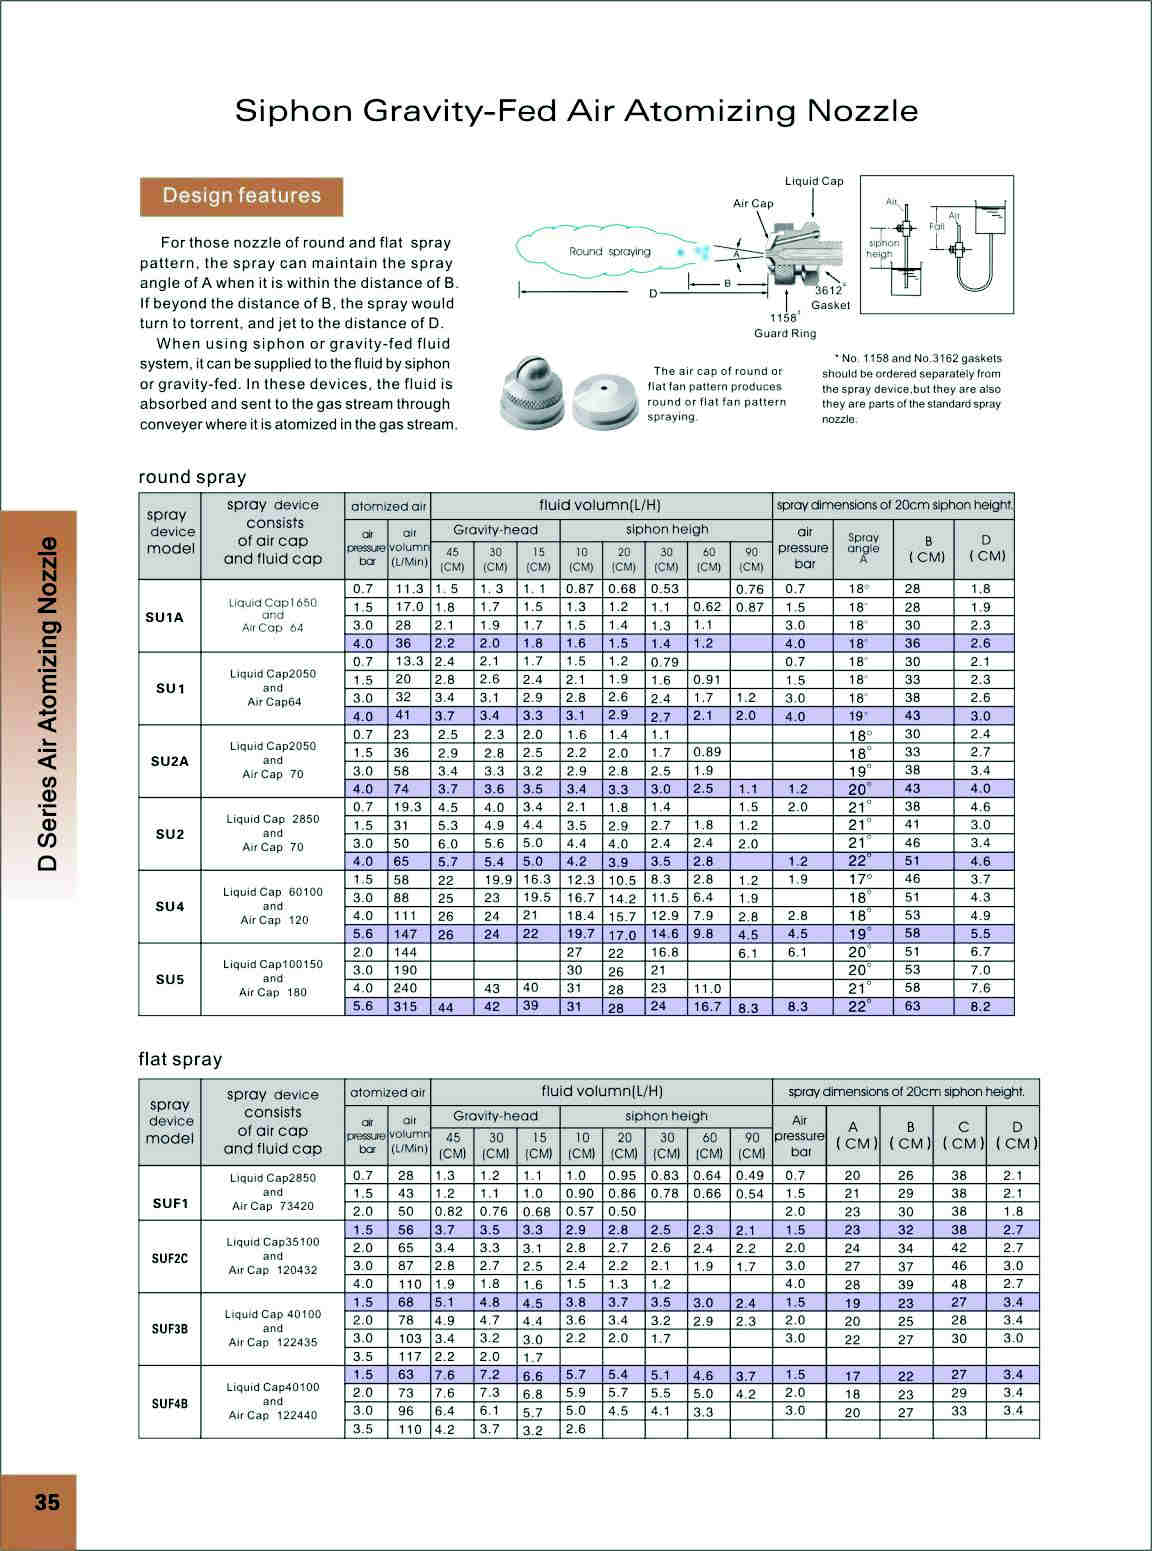 Siphon Gravity-Fed Air Atomizing Nozzle
Design features
For those nozzle of round and flat spray
pattern, the spray can maintain the spray
angle of A when it is within the distance of B.
If beyond the distance of B, the spray would
turn to torrent, and jet to the distance of D.
When using siphon or gravity-fed fluid
system, it can be supplied to the fluid by siphon
or gravity-fed. In these devices, the fluid is
absorbed and sent to the gas stream through
conveyer where it is atomized in the gas stream.
Liquid Cap
Air Cap
Round spraying
A
B
D
3612*
Gasket
1158*
Guard Ring
Air
siphon
heigh
Fall
Air
The air cap of round or
flat fan pattern produces
round or flat fan pattern
spraying.
* No. 1158 and No.3162 gaskets
should be ordered separately from
the spray device,but they are also
they are parts of the standard spray
nozzle.
round spray
spray device model | spray device consists of air cap and fluid cap | atomized air | fluid volumn(L/H) | spray dimensions of 20cm siphon height.
air pressure bar | air volumn (L/Min) | Gravity-head | siphon heigh | air pressure bar | Spray angle A | B (CM) | D (CM)
45 (CM) | 30 (CM) | 15 (CM) | 10 (CM) | 20 (CM) | 30 (CM) | 60 (CM) | 90 (CM)
SU1A
Liquid Cap1650
and
Air Cap 64
0.7 11.3 1. 5 1. 3 1. 1 0.87 0.68 0.53 0.76 0.7 18° 28 1.8
1.5 17.0 1.8 1.7 1.5 1.3 1.2 1.1 0.62 0.87 1.5 18° 28 1.9
3.0 28 2.1 1.9 1.7 1.5 1.4 1.3 1.1 3.0 18° 30 2.3
4.0 36 2.2 2.0 1.8 1.6 1.5 1.4 1.2 4.0 18° 36 2.6
SU1
Liquid Cap2050
and
Air Cap64
0.7 13.3 2.4 2.1 1.7 1.5 1.2 0.79 0.7 18° 30 2.1
1.5 20 2.8 2.6 2.4 2.1 1.9 1.6 0.91 1.5 18° 33 2.3
3.0 32 3.4 3.1 2.9 2.8 2.6 2.4 1.7 1.2 3.0 18° 38 2.6
4.0 41 3.7 3.4 3.3 3.1 2.9 2.7 2.1 2.0 4.0 19° 43 3.0
SU2A
Liquid Cap2050
and
Air Cap 70
0.7 23 2.5 2.3 2.0 1.6 1.4 1.1 18° 30 2.4
1.5 36 2.9 2.8 2.5 2.2 2.0 1.7 0.89 18° 33 2.7
3.0 58 3.4 3.3 3.2 2.9 2.8 2.5 1.9 19° 38 3.4
4.0 74 3.7 3.6 3.5 3.4 3.3 3.0 2.5 1.1 1.2 20° 43 4.0
SU2
Liquid Cap 2850
and
Air Cap 70
0.7 19.3 4.5 4.0 3.4 2.1 1.8 1.4 1.5 2.0 21° 38 4.6
1.5 31 5.3 4.9 4.4 3.5 2.9 2.7 1.8 1.2 21° 41 3.0
3.0 50 6.0 5.6 5.0 4.4 4.0 2.4 2.4 2.0 21° 46 3.4
4.0 65 5.7 5.4 5.0 4.2 3.9 3.5 2.8 1.2 22° 51 4.6
SU4
Liquid Cap 60100
and
Air Cap 120
1.5 58 22 19.9 16.3 12.3 10.5 8.3 2.8 1.2 1.9 17° 46 3.7
3.0 88 25 23 19.5 16.7 14.2 11.5 6.4 1.9 18° 51 4.3
4.0 111 26 24 21 18.4 15.7 12.9 7.9 2.8 2.8 18° 53 4.9
5.6 147 26 24 22 19.7 17.0 14.6 9.8 4.5 4.5 19° 58 5.5
SU5
Liquid Cap100150
and
Air Cap 180
2.0 144 27 22 16.8 6.1 6.1 20° 51 6.7
3.0 190 30 26 21 20° 53 7.0
4.0 240 43 40 31 28 23 11.0 21° 58 7.6
5.6 315 44 42 39 31 28 24 16.7 8.3 8.3 22° 63 8.2
flat spray
spray device model | spray device consists of air cap and fluid cap | atomized air | fluid volumn(L/H) | spray dimensions of 20cm siphon height.
air pressure bar | air volumn (L/Min) | Gravity-head | siphon heigh | Air pressure bar | A (CM) | B (CM) | C (CM) | D (CM)
45 (CM) | 30 (CM) | 15 (CM) | 10 (CM) | 20 (CM) | 30 (CM) | 60 (CM) | 90 (CM)
SUF1
Liquid Cap2850
and
Air Cap 73420
0.7 28 1.3 1.2 1.1 1.0 0.95 0.83 0.64 0.49 0.7 20 26 38 2.1
1.5 43 1.2 1.1 1.0 0.90 0.86 0.78 0.66 0.54 1.5 21 29 38 2.1
2.0 50 0.82 0.76 0.68 0.57 0.50 2.0 23 30 38 1.8
SUF2C
Liquid Cap35100
and
Air Cap 120432
1.5 56 3.7 3.5 3.3 2.9 2.8 2.5 2.3 2.1 1.5 23 32 38 2.7
2.0 65 3.4 3.3 3.1 2.8 2.7 2.6 2.4 2.2 2.0 24 34 42 2.7
3.0 87 2.8 2.7 2.5 2.4 2.2 2.1 1.9 1.7 3.0 27 37 46 3.0
4.0 110 1.9 1.8 1.6 1.5 1.3 1.2 4.0 28 39 48 2.7
SUF3B
Liquid Cap 40100
and
Air Cap 122435
1.5 68 5.1 4.8 4.5 3.8 3.7 3.5 3.0 2.4 1.5 19 23 27 3.4
2.0 78 4.9 4.7 4.4 3.6 3.4 3.2 2.9 2.3 2.0 20 25 28 3.4
3.0 103 3.4 3.2 3.0 2.2 2.0 1.7 3.0 22 27 30 3.0
3.5 117 2.2 2.0 1.7
SUF4B
Liquid Cap40100
and
Air Cap 122440
1.5 63 7.6 7.2 6.6 5.7 5.4 5.1 4.6 3.7 1.5 17 22 27 3.4
2.0 73 7.6 7.3 6.8 5.9 5.7 5.5 5.0 4.2 2.0 18 23 29 3.4
3.0 96 6.4 6.1 5.7 5.0 4.5 4.1 3.3 3.0 20 27 33 3.4
3.5 110 4.2 3.7 3.2 2.6
D Series Air Atomizing Nozzle
35